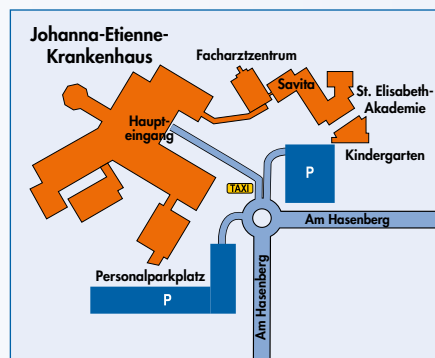 Johanna-Etienne-
Krankenhaus
Facharztzentrum
Savita
St. Elisabeth-
Akademie
Haupt-
eingang
Kindergarten
P
TAXI
Am Hasenberg
Am Hasenberg
Personalparkplatz
P